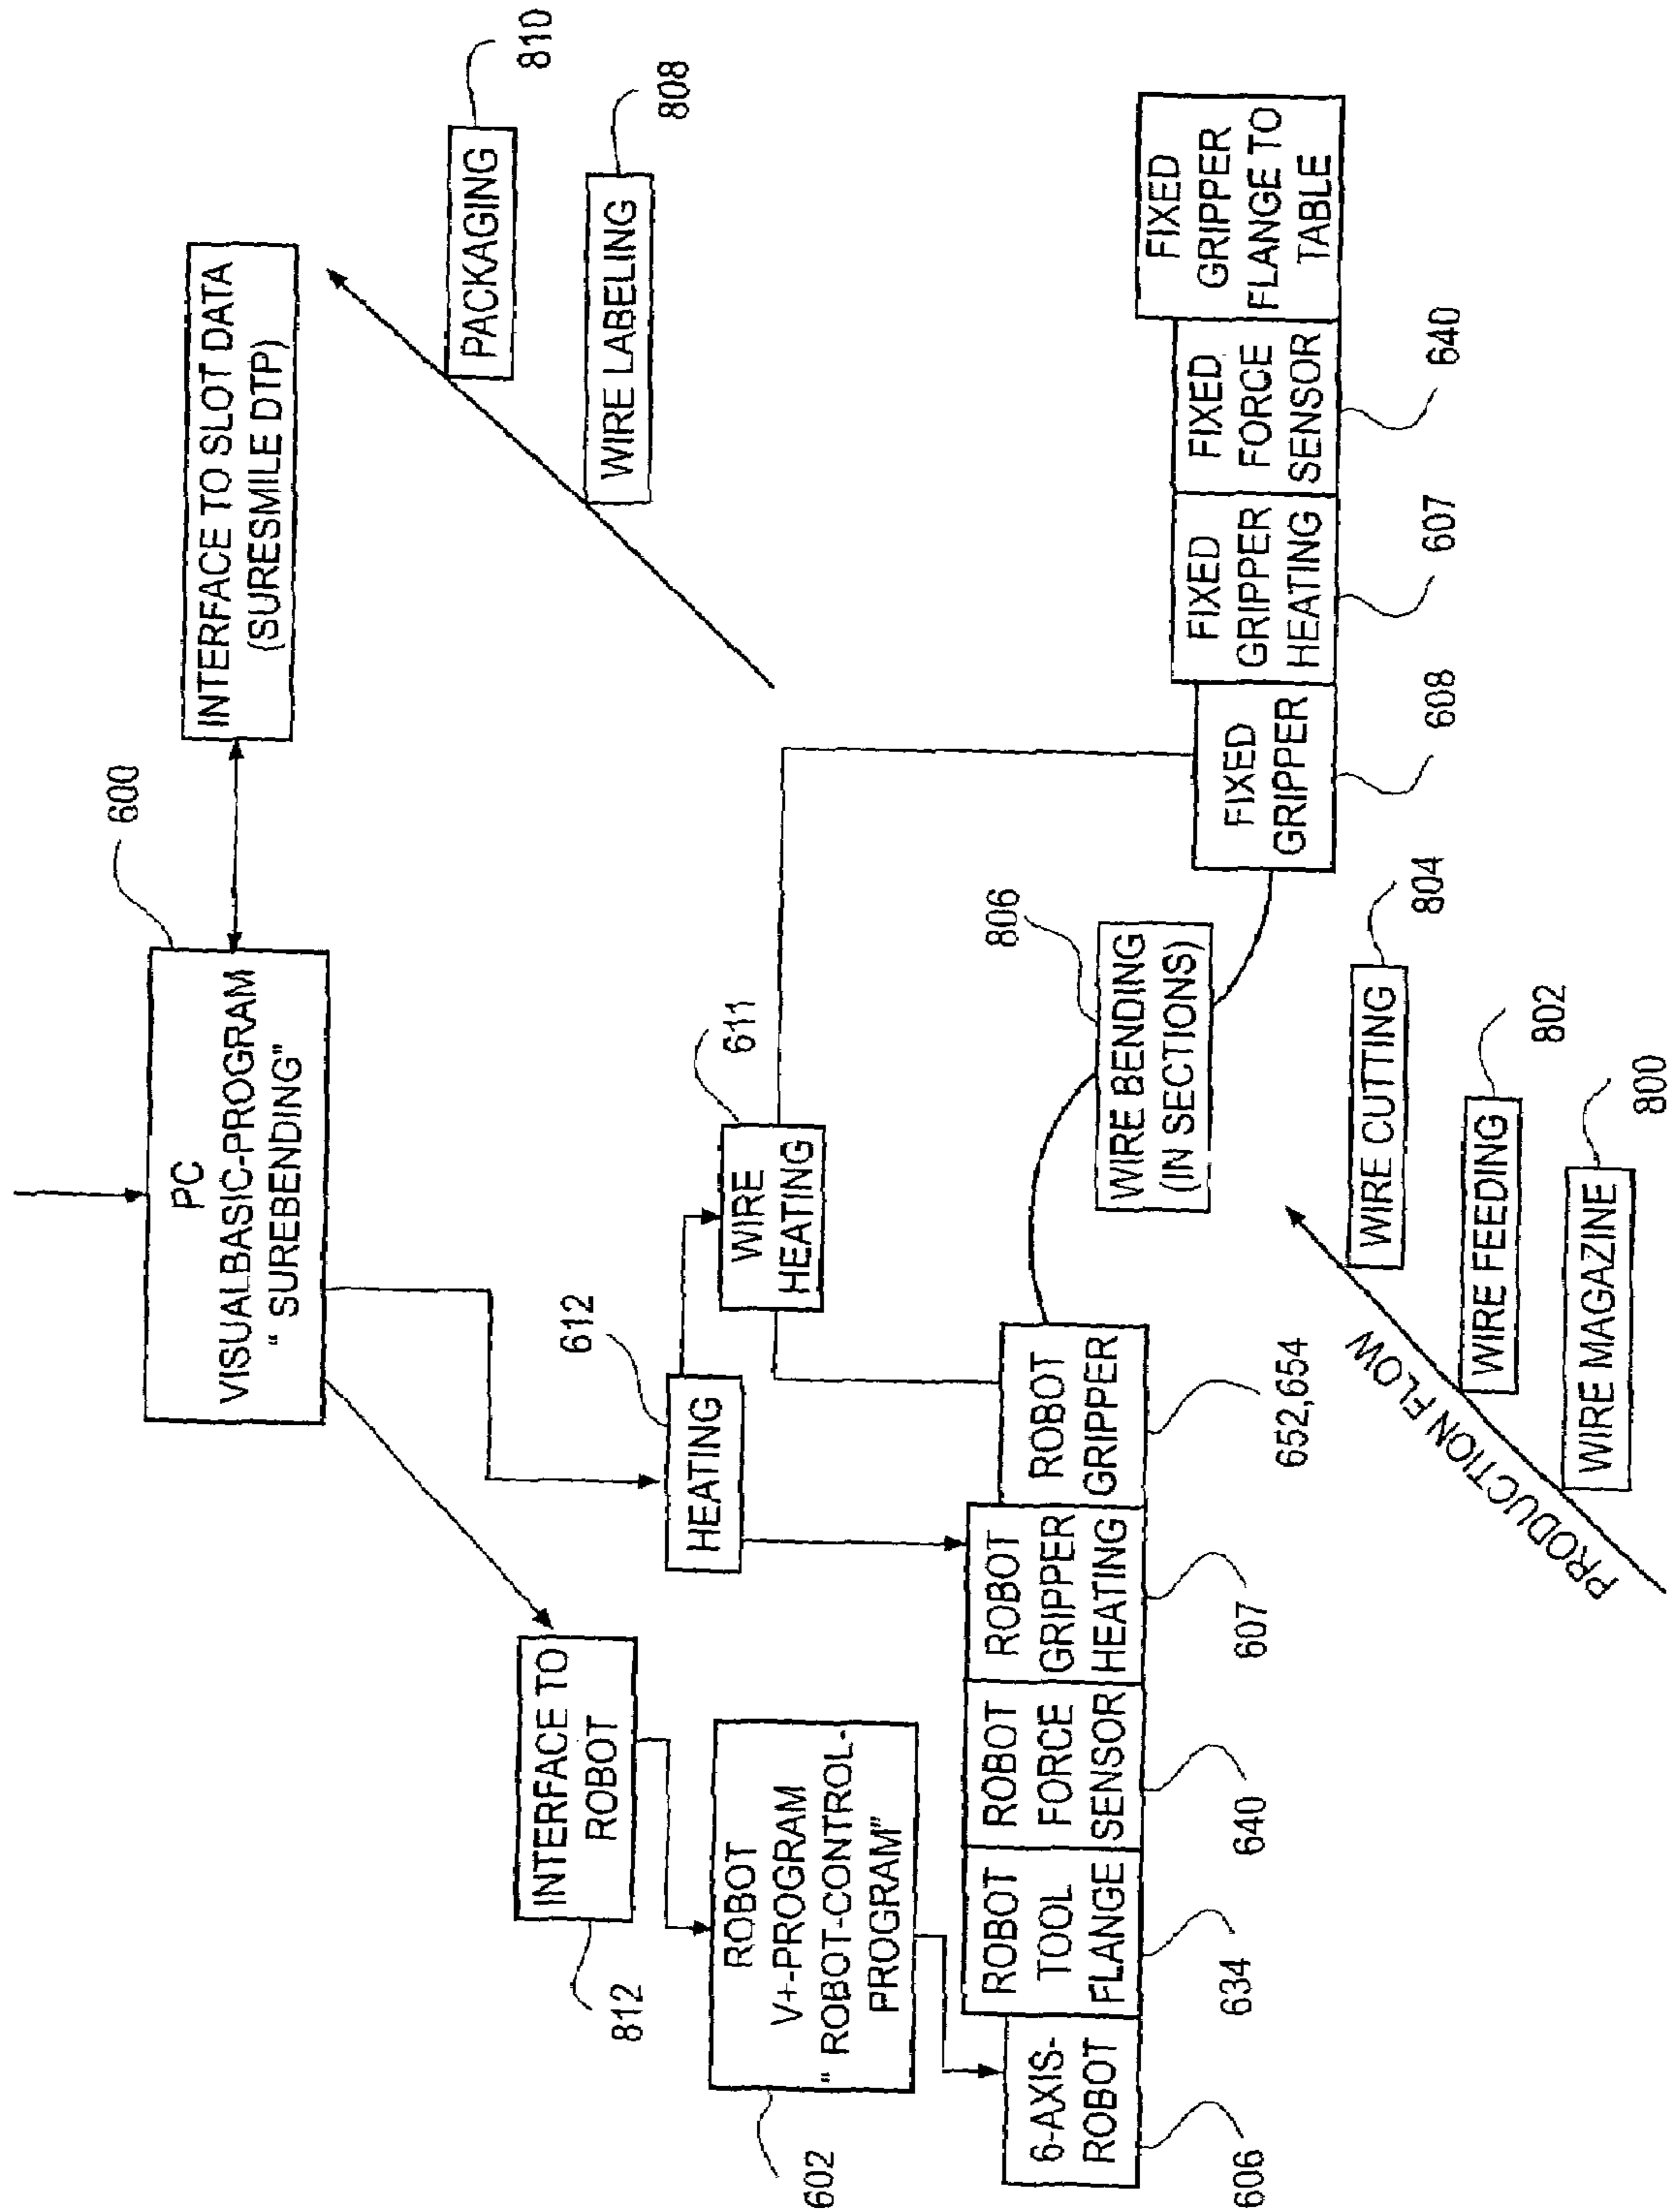 600
PC
VISUALBASIC-PROGRAM
“ SUREBENDING”
INTERFACE TO SLOT DATA
(SURESMILE DTP)
812
INTERFACE TO
ROBOT
612
HEATING
611
WIRE
HEATING
PACKAGING
810
WIRE LABELING
808
602
ROBOT
V+-PROGRAM
“ ROBOT-CONTROL-
PROGRAM”
6-AXIS-
ROBOT
606
ROBOT
TOOL
FLANGE
634
ROBOT
FORCE
SENSOR
640
ROBOT
GRIPPER
HEATING
607
ROBOT
GRIPPER
652,654
806
WIRE BENDING
(IN SECTIONS)
FIXED
GRIPPER
608
FIXED
GRIPPER
HEATING
607
FIXED
FORCE
SENSOR
640
FIXED
GRIPPER
FLANGE TO
TABLE
PRODUCTION FLOW
WIRE CUTTING
804
WIRE FEEDING
802
WIRE MAGAZINE
800